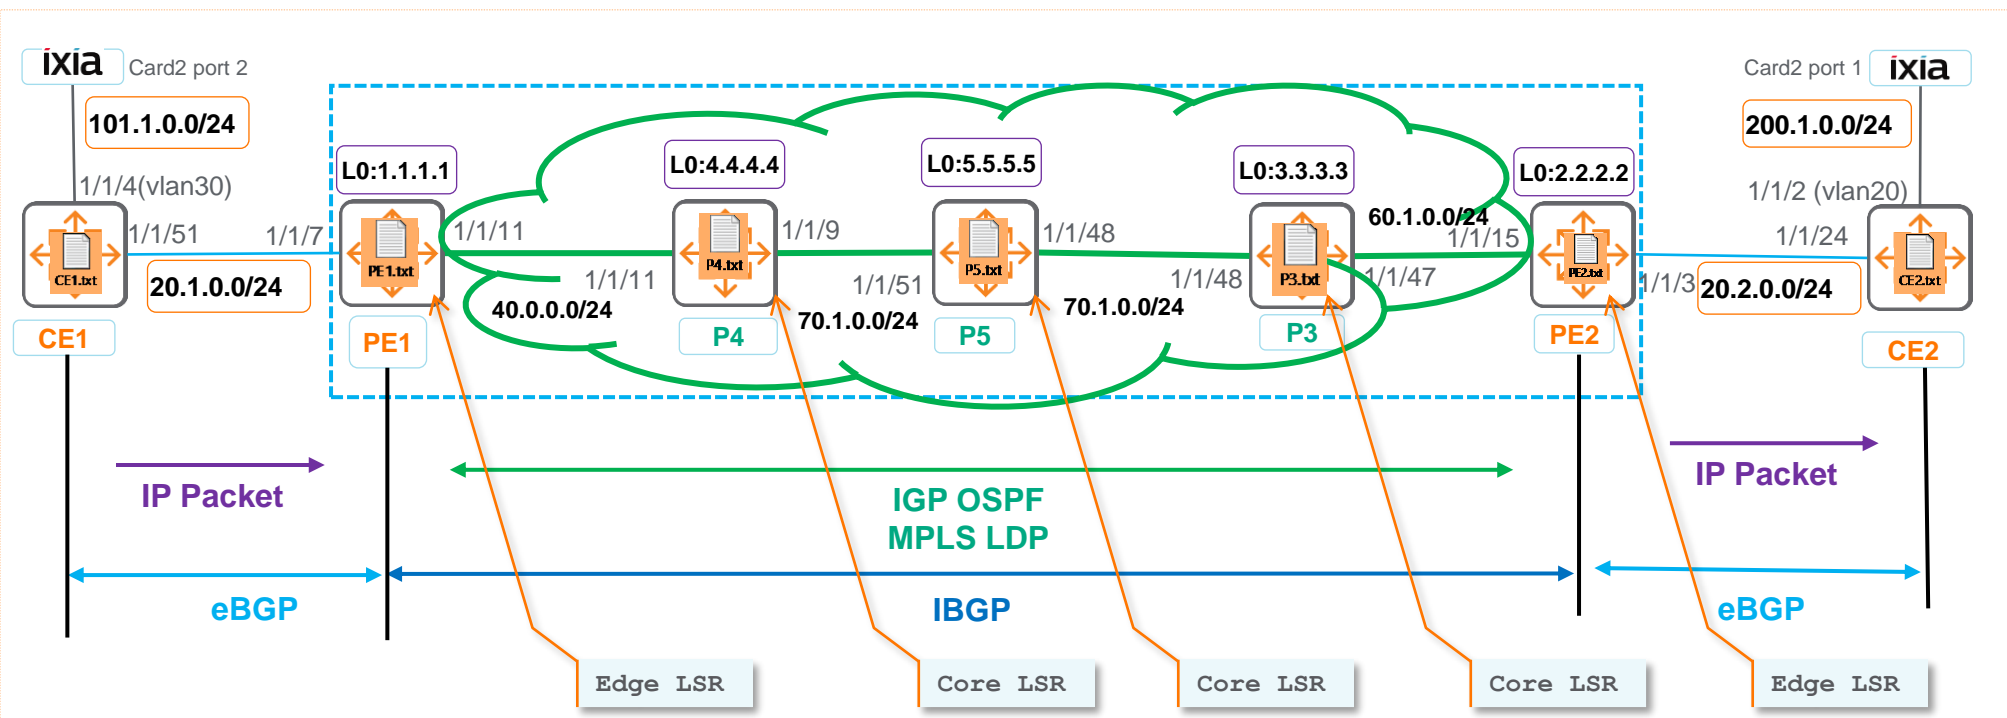 ixia
Card2 port 2
Card2 port 1
ixia
101.1.0.0/24
200.1.0.0/24
L0:1.1.1.1
L0:4.4.4.4
L0:5.5.5.5
L0:3.3.3.3
L0:2.2.2.2
1/1/4(vlan30)
1/1/2 (vlan20)
60.1.0.0/24
1/1/51
1/1/7
1/1/11
1/1/9
1/1/48
1/1/15
1/1/24
CE1.txt
PE1.txt
P4.txt
P5.txt
P3.txt
PE2.txt
CE2.txt
1/1/11
1/1/51
1/1/48
1/1/47
1/1/3
20.1.0.0/24
40.0.0.0/24
70.1.0.0/24
70.1.0.0/24
20.2.0.0/24
CE1
PE1
P4
P5
P3
PE2
CE2
IP Packet
IGP OSPF
MPLS LDP
IP Packet
eBGP
IBGP
eBGP
Edge LSR
Core LSR
Core LSR
Core LSR
Edge LSR